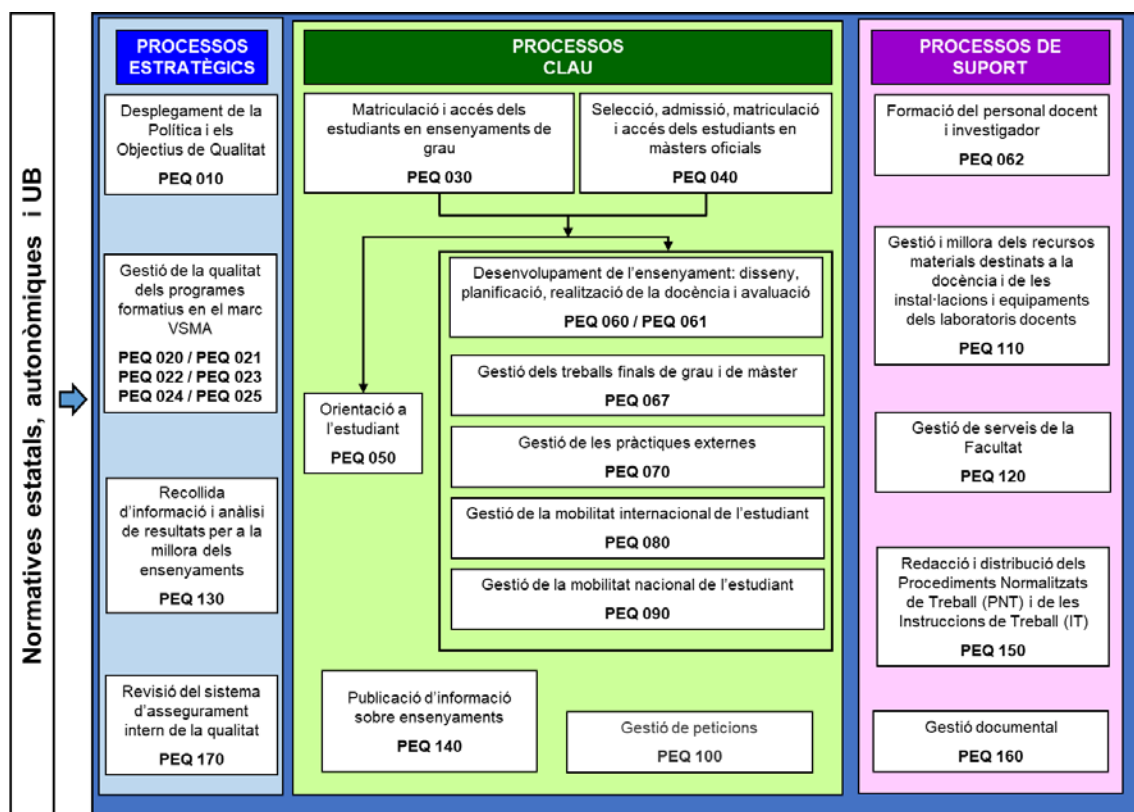 Normatives estatals, autonòmiques i UB
PROCESSOS
ESTRATÈGICS
Desplegament de la
Política i els
Objectius de Qualitat
PEQ 010
Gestió de la qualitat
dels programes
formatius en el marc
VSMA
PEQ 020 / PEQ 021
PEQ 022 / PEQ 023
PEQ 024 / PEQ 025
Recollida
d'informació i anàlisi
de resultats per a la
millora dels
ensenyaments
PEQ 130
Revisió del sistema
d'assegurament
intern de la qualitat
PEQ 170
PROCESSOS
CLAU
Matriculació i accés dels
estudiants en ensenyaments de
grau
PEQ 030
Selecció, admissió, matriculació
i accés dels estudiants en
màsters oficials
PEQ 040
Orientació a
l'estudiant
PEQ 050
Desenvolupament de l'ensenyament: disseny,
planificació, realització de la docència i avaluació
PEQ 060 / PEQ 061
Gestió dels treballs finals de grau i de màster
PEQ 067
Gestió de les pràctiques externes
PEQ 070
Gestió de la mobilitat internacional de l'estudiant
PEQ 080
Gestió de la mobilitat nacional de l'estudiant
PEQ 090
Publicació d'informació
sobre ensenyaments
PEQ 140
Gestió de peticions
PEQ 100
PROCESSOS DE
SUPORT
Formació del personal docent
i investigador
PEQ 062
Gestió i millora dels recursos
materials destinats a la
docència i de les
instal·lacions i equipaments
dels laboratoris docents
PEQ 110
Gestió de serveis de la
Facultat
PEQ 120
Redacció i distribució dels
Procediments Normalitzats
de Treball (PNT) i de les
Instruccions de Treball (IT)
PEQ 150
Gestió documental
PEQ 160